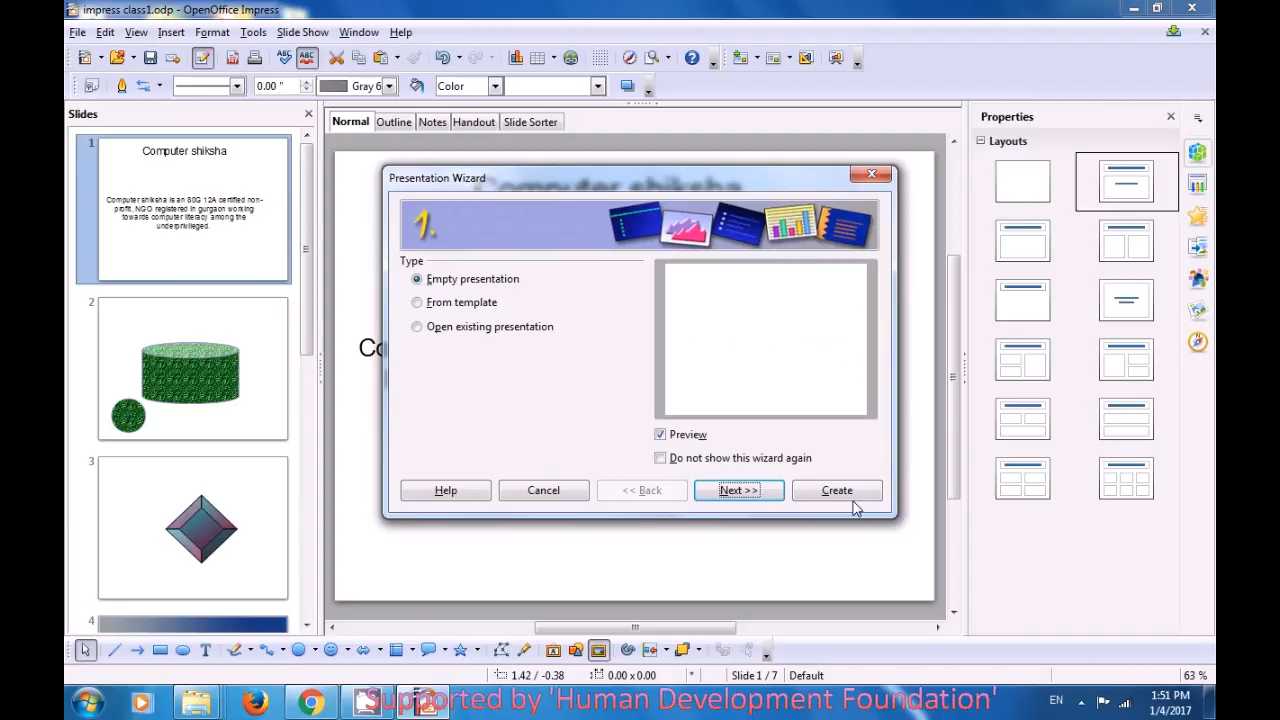 impress class1.odp - OpenOffice Impress
File Edit View Insert Format Tools Slide Show Window Help
0.00 " Gray 6 Color
Slides
Normal Outline Notes Handout Slide Sorter
Properties
Layouts
1
Computer shiksha
Computer shiksha is an 80G 12A certified non-
profit. NGO registered in gurgaon working
towards computer literacy among the
underprivileged.
2
3
4
Computer shiksha
Co
Presentation Wizard
1.
Type
Empty presentation
From template
Open existing presentation
Preview
Do not show this wizard again
Help Cancel << Back Next >> Create
1.42 / -0.38 0.00 x 0.00 * Slide 1 / 7 Default 63 %
Supported by 'Human Development Foundation'
EN
1:51 PM
1/4/2017